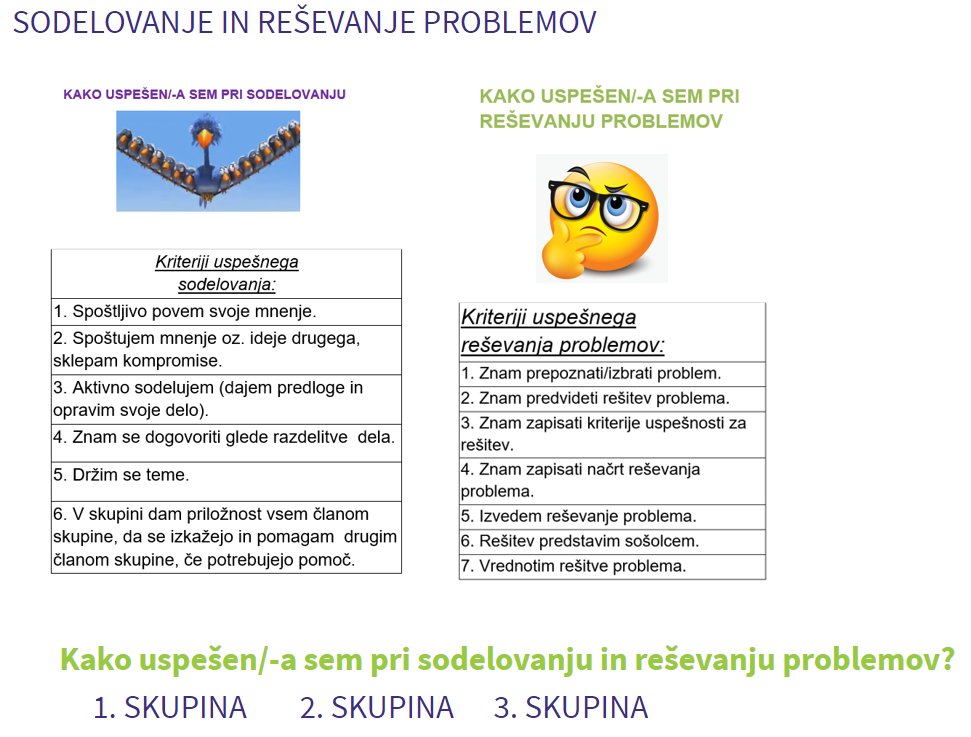 SODELOVANJE IN REŠEVANJE PROBLEMOV
KAKO USPEŠEN/-A SEM PRI SODELOVANJU
Kriteriji uspešnega
sodelovanja:
1. Spoštljivo povem svoje mnenje.
2. Spoštujem mnenje oz. ideje drugega,
sklepam kompromise.
3. Aktivno sodelujem (dajem predloge in
opravim svoje delo).
4. Znam se dogovoriti glede razdelitve  dela.
5. Držim se teme.
6. V skupini dam priložnost vsem članom
skupine, da se izkažejo in pomagam  drugim
članom skupine, če potrebujejo pomoč.
KAKO USPEŠEN/-A SEM PRI
REŠEVANJU PROBLEMOV
Kriteriji uspešnega
reševanja problemov:
1. Znam prepoznati/izbrati problem.
2. Znam predvideti rešitev problema.
3. Znam zapisati kriterije uspešnosti za
rešitev.
4. Znam zapisati načrt reševanja
problema.
5. Izvedem reševanje problema.
6. Rešitev predstavim sošolcem.
7. Vrednotim rešitve problema.
Kako uspešen/-a sem pri sodelovanju in reševanju problemov?
1. SKUPINA 2. SKUPINA 3. SKUPINA